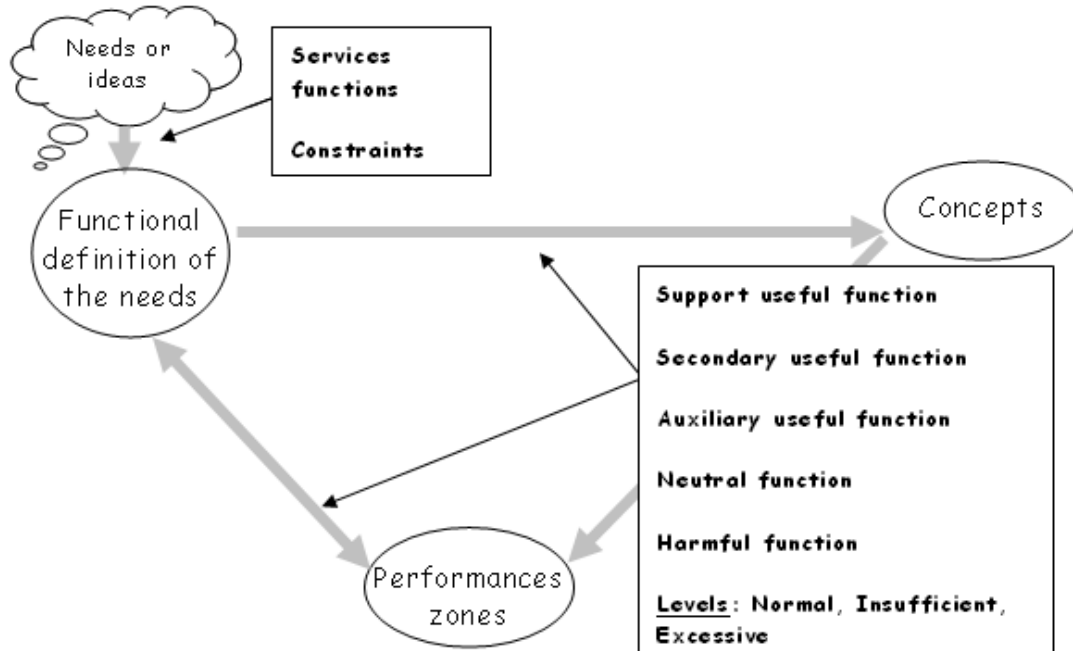 Needs or
ideas
Services
functions
Constraints
Functional
definition of
the needs
Concepts
Support useful function
Secondary useful function
Auxiliary useful function
Neutral function
Harmful function
Levels: Normal, Insufficient,
Excessive
Performances
zones